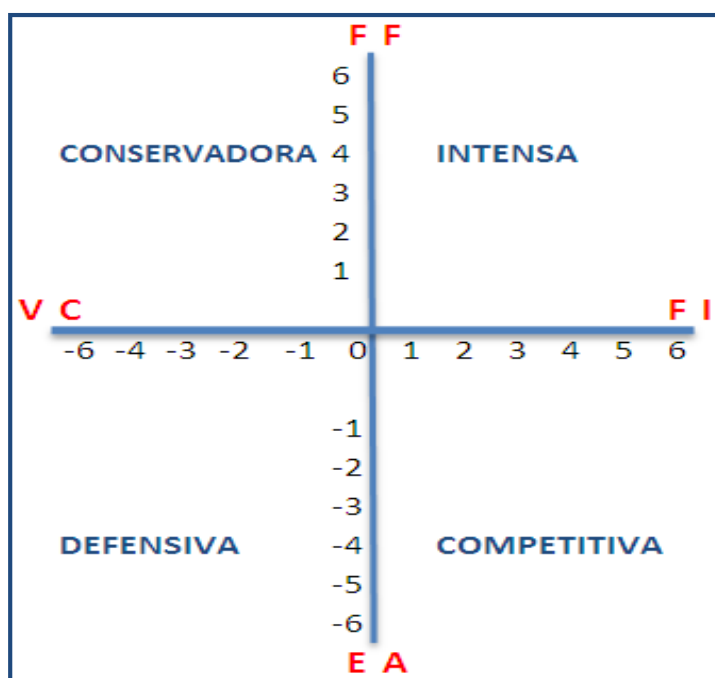 F F
6
5
CONSERVADORA 4 INTENSA
3
2
1
V C F I
-6 -4 -3 -2 -1 0 1 2 3 4 5 6
-1
-2
-3
DEFENSIVA -4 COMPETITIVA
-5
-6
E A